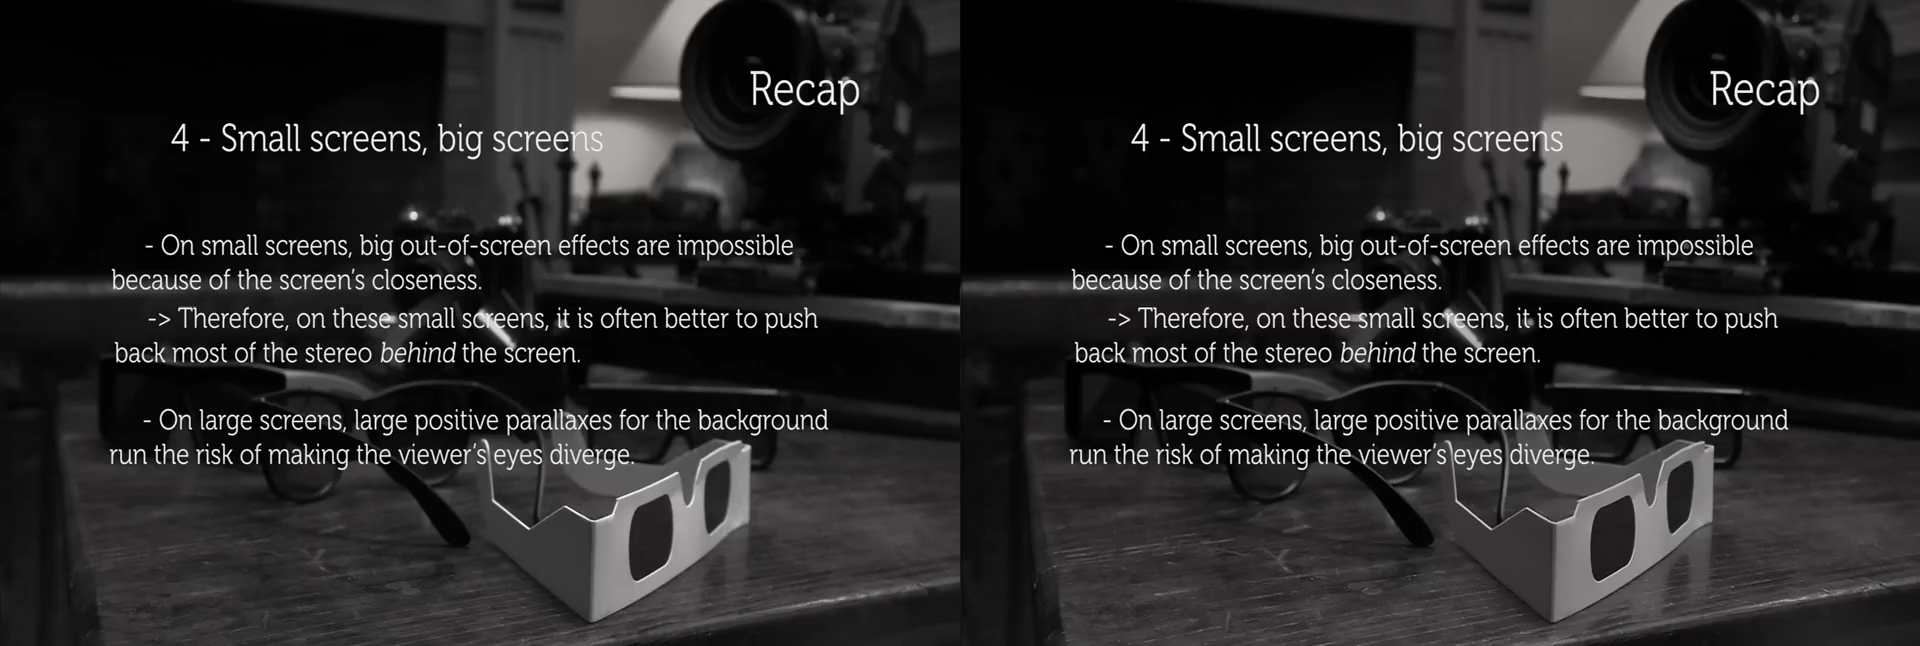 Recap
4 - Small screens, big screens
- On small screens, big out-of-screen effects are impossible
because of the screen's closeness.
-> Therefore, on these small screens, it is often better to push
back most of the stereo behind the screen.
- On large screens, large positive parallaxes for the background
run the risk of making the viewer's eyes diverge.
Recap
4 - Small screens, big screens
- On small screens, big out-of-screen effects are impossible
because of the screen's closeness.
-> Therefore, on these small screens, it is often better to push
back most of the stereo behind the screen.
- On large screens, large positive parallaxes for the background
run the risk of making the viewer's eyes diverge.